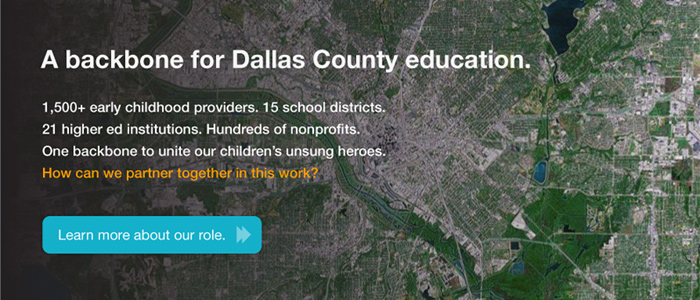 A backbone for Dallas County education.
1,500+ early childhood providers. 15 school districts.
21 higher ed institutions. Hundreds of nonprofits.
One backbone to unite our children's unsung heroes.
How can we partner together in this work?
Learn more about our role.